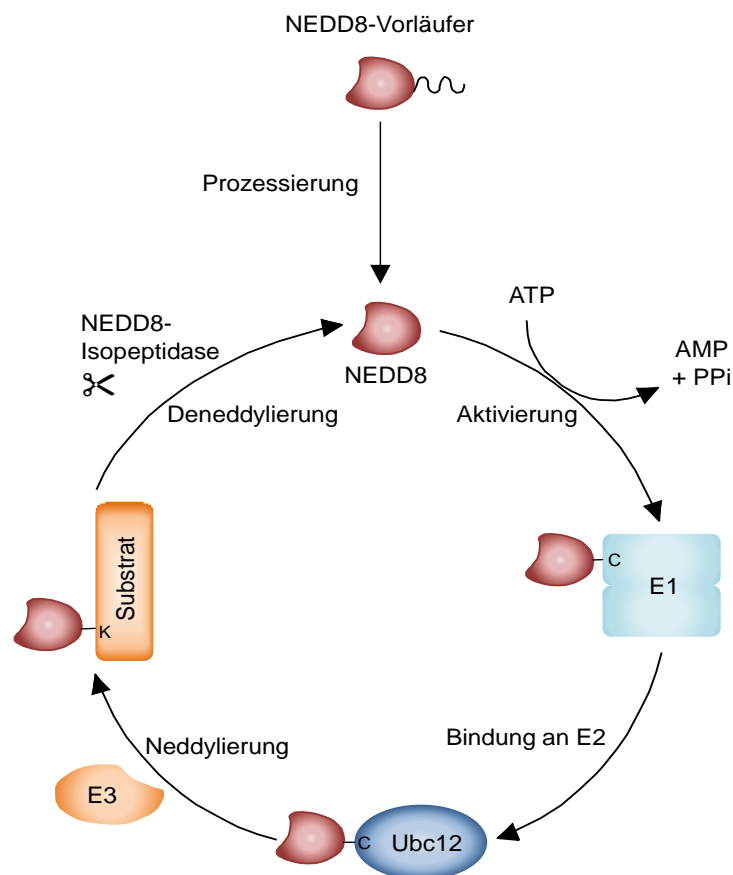 NEDD8-Vorläufer
Prozessierung
ATP
NEDD8-
Isopeptidase
AMP
+ PPi
NEDD8
Deneddylierung
Aktivierung
C
E1
Substrat
K
Bindung an E2
Neddylierung
E3
C
Ubc12